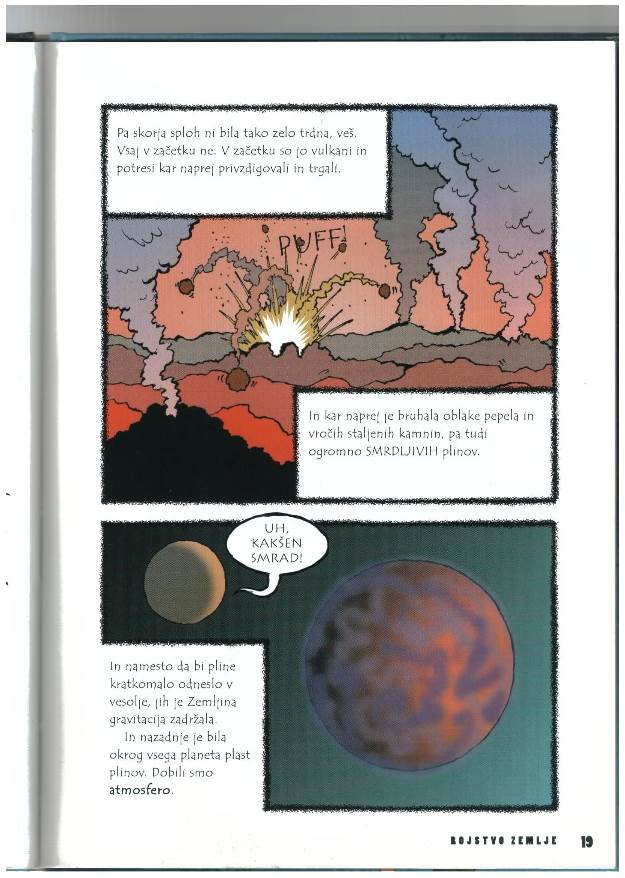 Pa skorja sploh ni bila tako zelo trdna, veš.
Vsaj v začetku ne. V začetku so jo vulkani in
potresi kar naprej privzdigovali in trgali.
PUFF!
In kar naprej je bruhala oblake pepela in
vročih staljenih kamnin, pa tudi
ogromno SMRDLJIVIH plinov.
UH,
KAKŠEN
SMRAD!
In namesto da bi pline
kratkomalo odneslo v
vesolje, jih je Zemljina
gravitacija zadržala.
In nazadnje je bila
okrog vsega planeta plast
plinov. Dobili smo
atmosfero.
ROJSTVO ZEMLJE 19